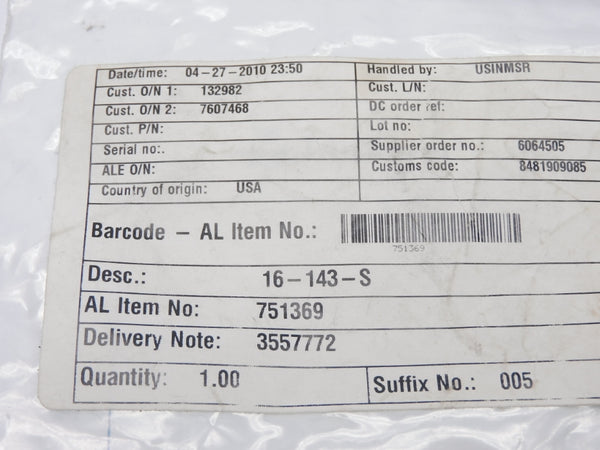 Date/time: 04-27-2010 23:50 Handled by: USINMSR
Cust. O/N 1: 132982 Cust. L/N:
Cust. O/N 2: 7607468 DC order ref:
Cust. P/N: Lot no:
Serial no:. Supplier order no.: 6064505
ALE O/N: Customs code: 8481909085
Country of origin: USA
Barcode - AL Item No.:
751369
Desc.: 16-143-S
AL Item No: 751369
Delivery Note: 3557772
Quantity: 1.00 Suffix No.: 005